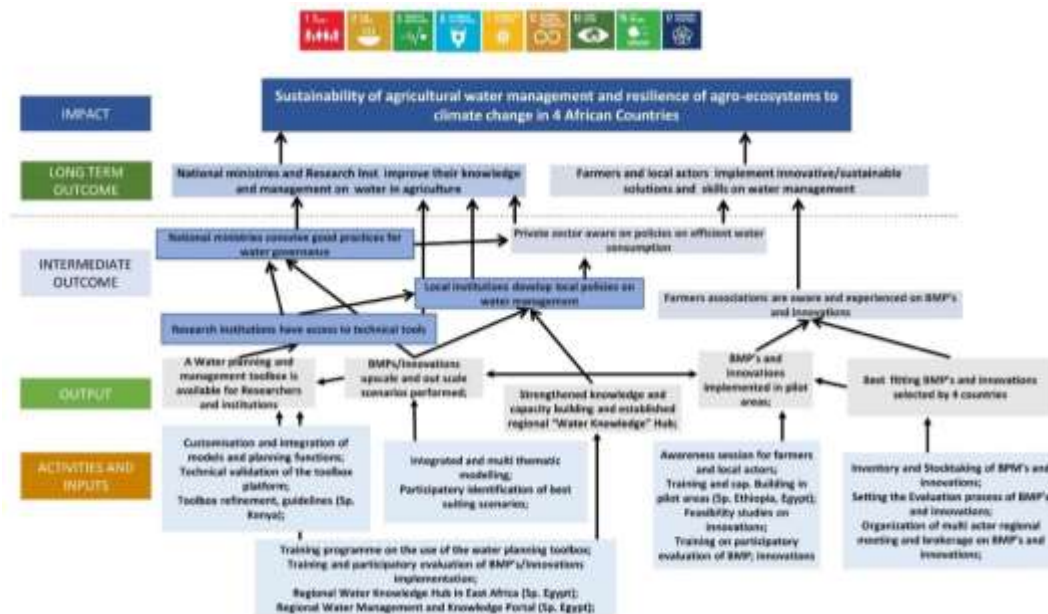 Sustainability of agricultural water management and resilience of agro-ecosystems to
climate change in 4 African Countries
IMPACT
LONG TERM
OUTCOME
National ministries and Research Inst improve their knowledge
and management on water in agriculture
Farmers and local actors implement innovative/sustainable
solutions and skills on water management
INTERMEDIATE
OUTCOME
National ministries conceive good practices for
water governance
Private sector aware on policies on efficient water
consumption
Local institutions develop local policies on
water management
Farmers associations are aware and experienced on BMP's
and Innovations
Research institutions have access to technical tools
OUTPUT
A Water planning and
management toolbox is
available for Researchers
and institutions
BMPs/Innovations
upscale and out scale
scenarios performed;
Strengthened knowledge and
capacity building and established
regional "Water Knowledge" Hub;
BMP's and
Innovations
implemented in pilot
areas;
Best fitting BMP's and innovations
selected by 4 countries
ACTIVITIES AND
INPUTS
Customisation and integration of
models and planning functions;
Technical validation of the toolbox
platform;
Toolbox refinement, guidelines (Sp.
Kenya);
Integrated and multi thematic
modelling;
Participatory identification of best
suiting scenarios;
Awareness session for farmers
and local actors;
Training and cap. Building in
pilot areas (Sp. Ethiopia, Egypt);
Feasibility studies on
innovations;
Training on participatory
evaluation of BMP; Innovations
Inventory and Stocktaking of BPM's and
innovations;
Setting the Evaluation process of BMP's
and innovations;
Organization of multi actor regional
meeting and brokerage on BMP's and
innovations;
Training programme on the use of the water planning toolbox;
Training and participatory evaluation of BMP's/Innovations
implementation;
Regional Water Knowledge Hub in East Africa (Sp. Egypt);
Regional Water Management and Knowledge Portal (Sp. Egypt);